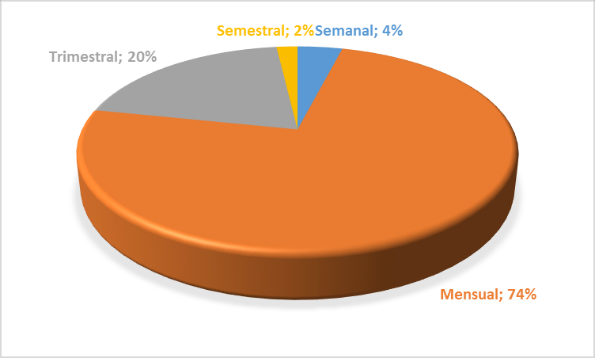 Semestral; 2%
Semanal; 4%
Trimestral; 20%
Mensual; 74%